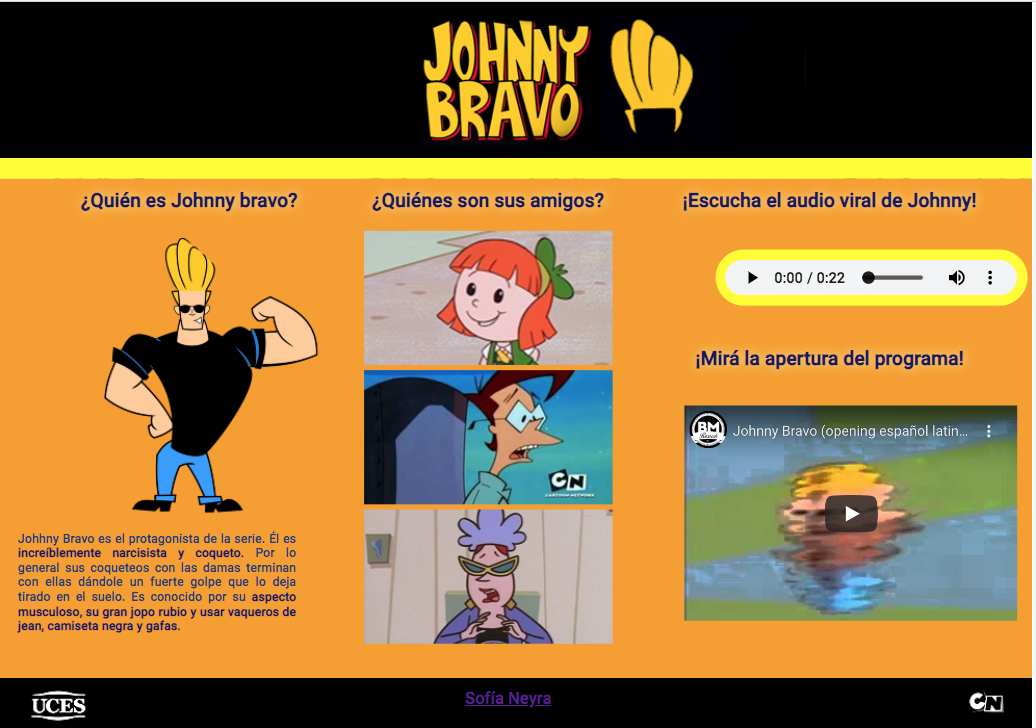 JOHNNY
BRAVO
¿Quién es Johnny bravo?
Johhny Bravo es el protagonista de la serie. Él es
increíblemente narcisista y coqueto. Por lo
general sus coqueteos con las damas terminan
con ellas dándole un fuerte golpe que lo deja
tirado en el suelo. Es conocido por su aspecto
musculoso, su gran jopo rubio y usar vaqueros de
jean, camiseta negra y gafas.
¿Quiénes son sus amigos?
CN
CARTOON NETWORK
¡Escucha el audio viral de Johnny!
0:00 / 0:22
¡Mirá la apertura del programa!
BM
Johnny Bravo (opening español latin...
UCES
Sofía Neyra
CN